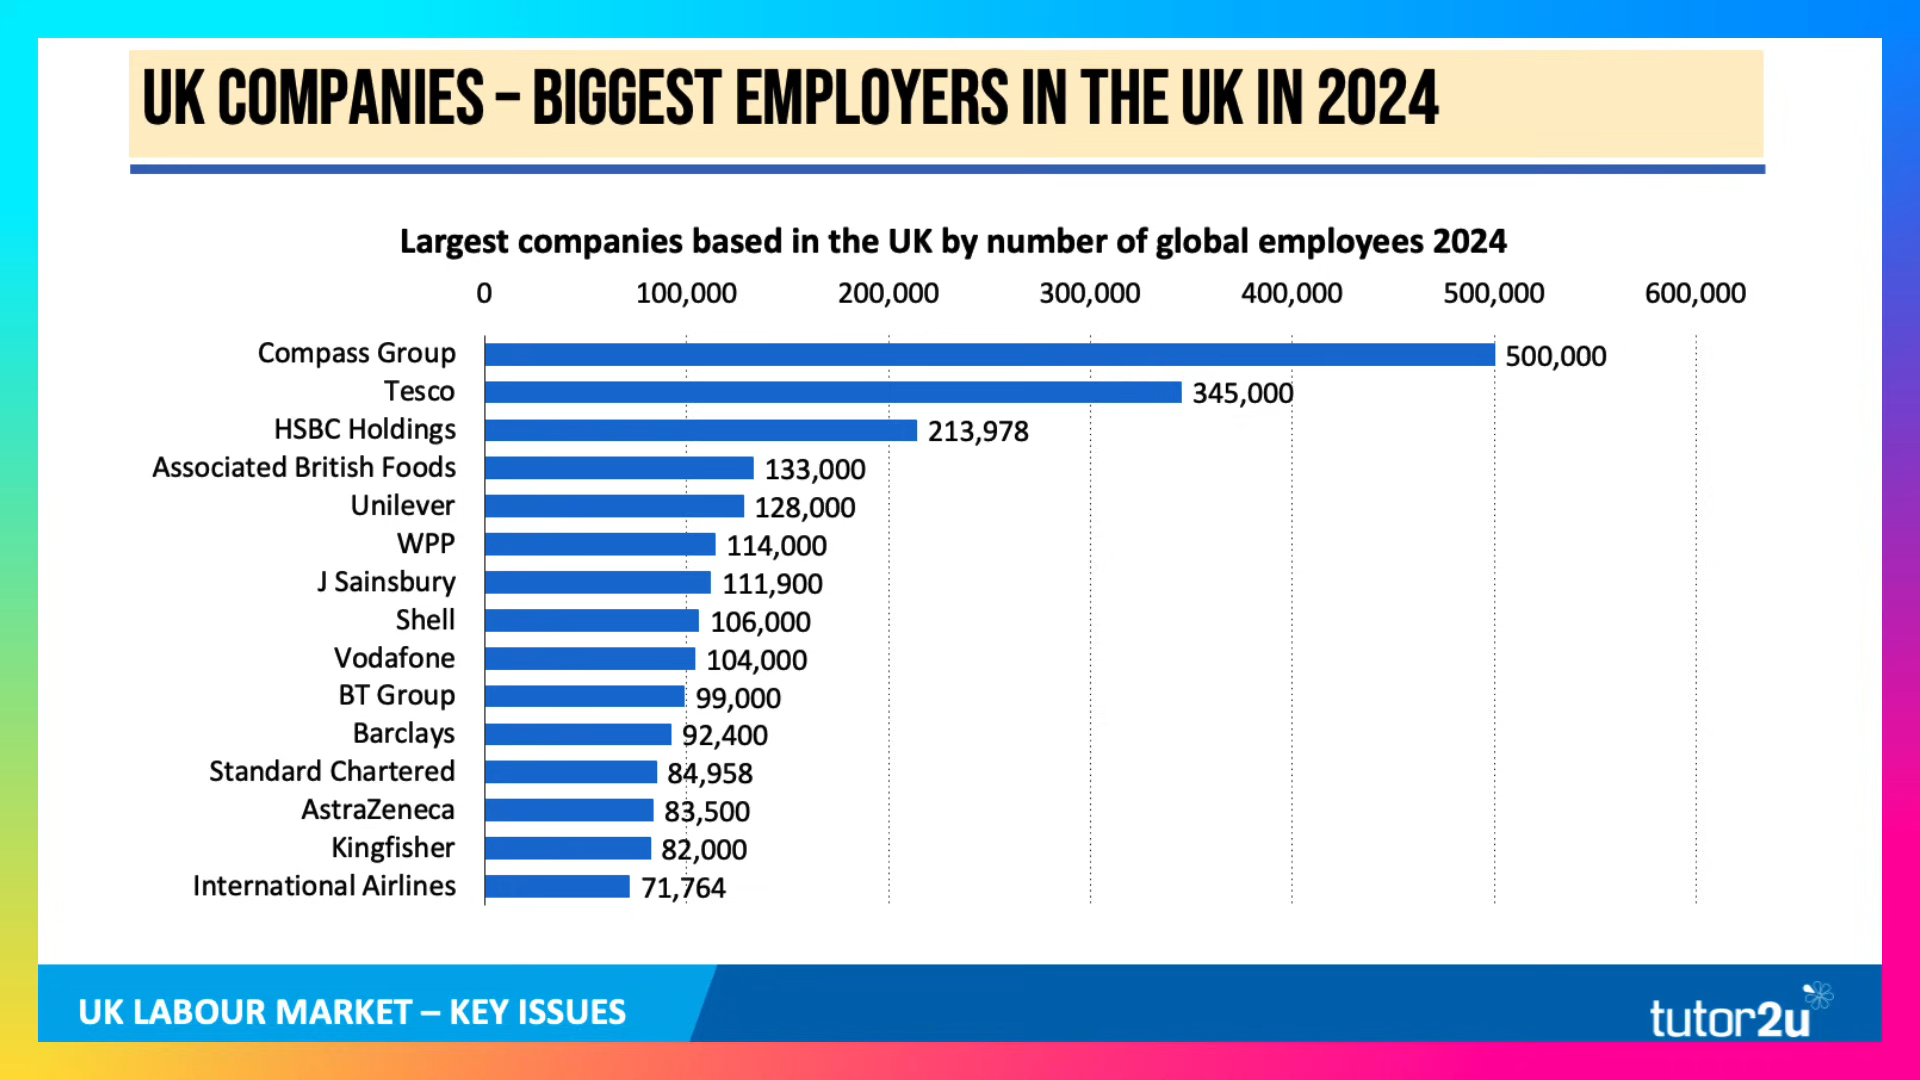 UK COMPANIES – BIGGEST EMPLOYERS IN THE UK IN 2024
Largest companies based in the UK by number of global employees 2024
0 100,000 200,000 300,000 400,000 500,000 600,000
Compass Group 500,000
Tesco 345,000
HSBC Holdings 213,978
Associated British Foods 133,000
Unilever 128,000
WPP 114,000
J Sainsbury 111,900
Shell 106,000
Vodafone 104,000
BT Group 99,000
Barclays 92,400
Standard Chartered 84,958
AstraZeneca 83,500
Kingfisher 82,000
International Airlines 71,764
UK LABOUR MARKET – KEY ISSUES
tutor2u